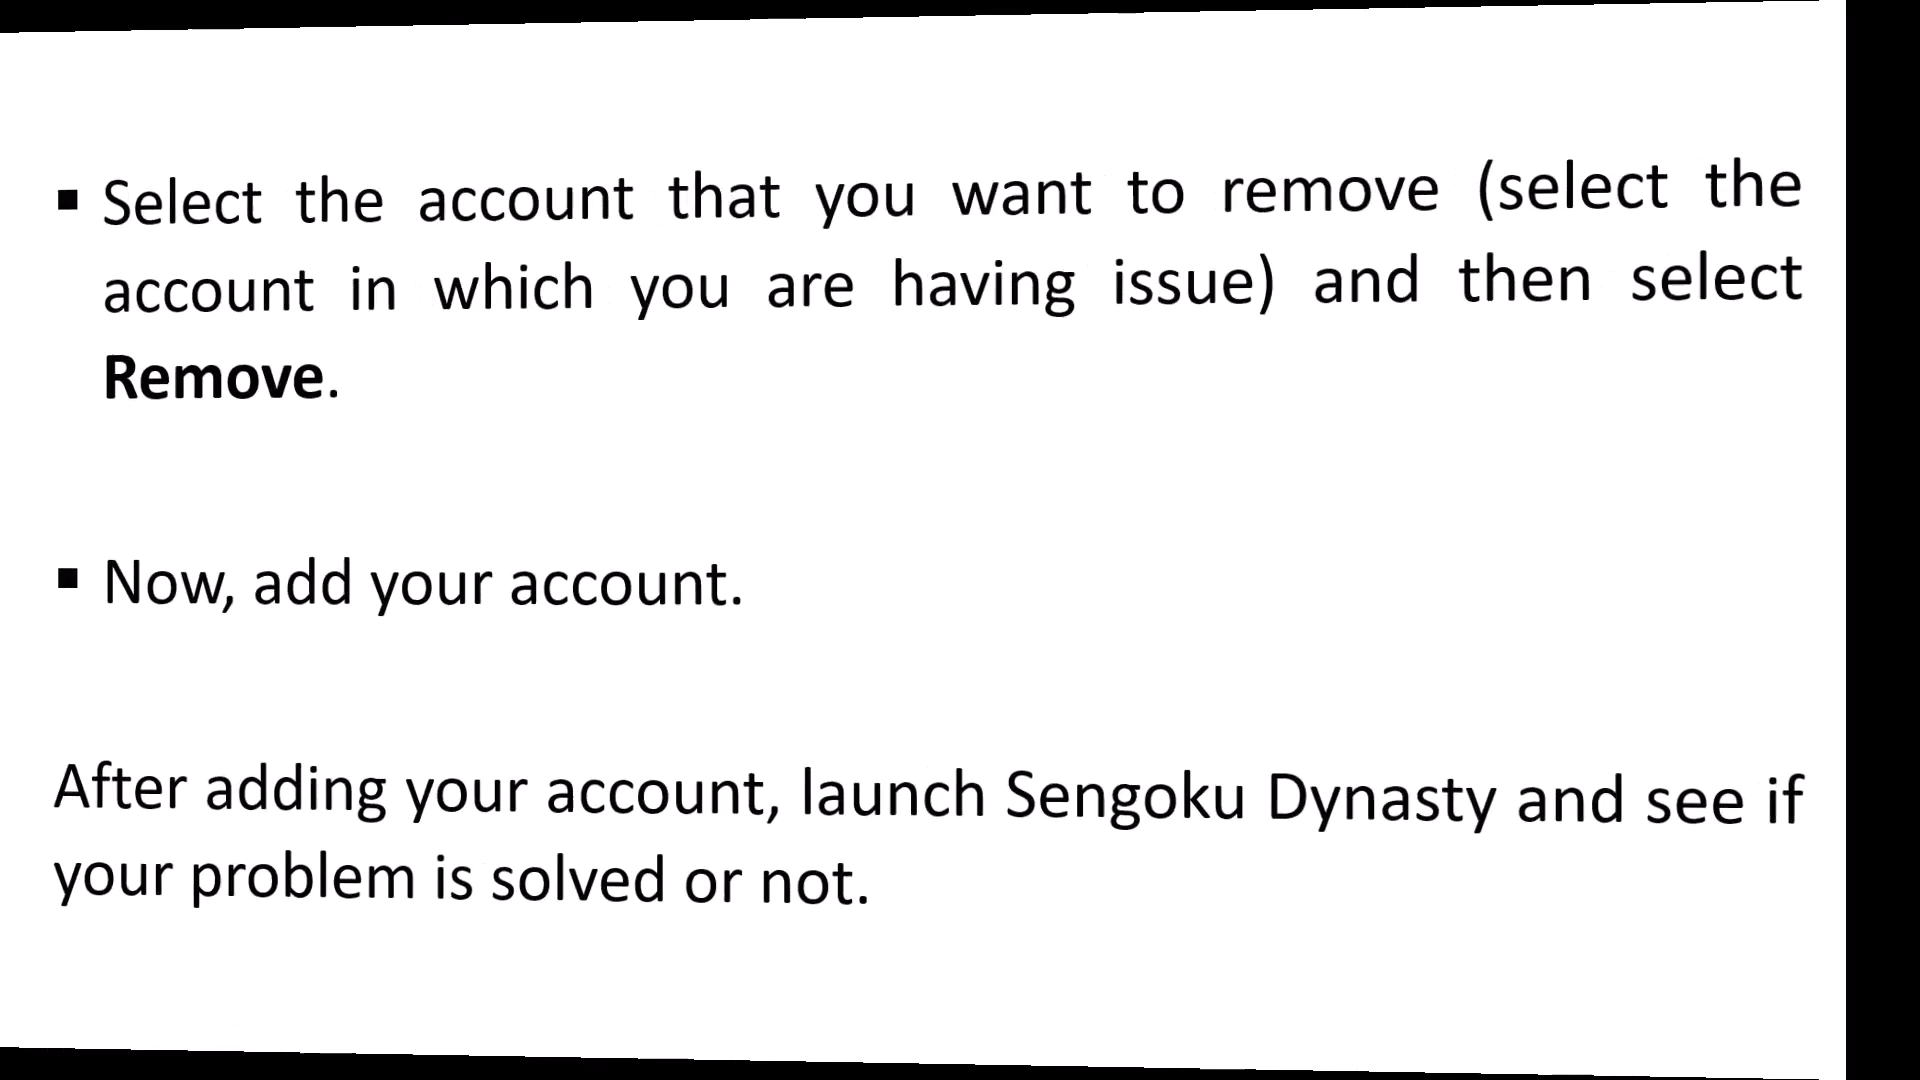 ▪ Select the account that you want to remove (select the
account in which you are having issue) and then select
Remove.
▪ Now, add your account.
After adding your account, launch Sengoku Dynasty and see if
your problem is solved or not.